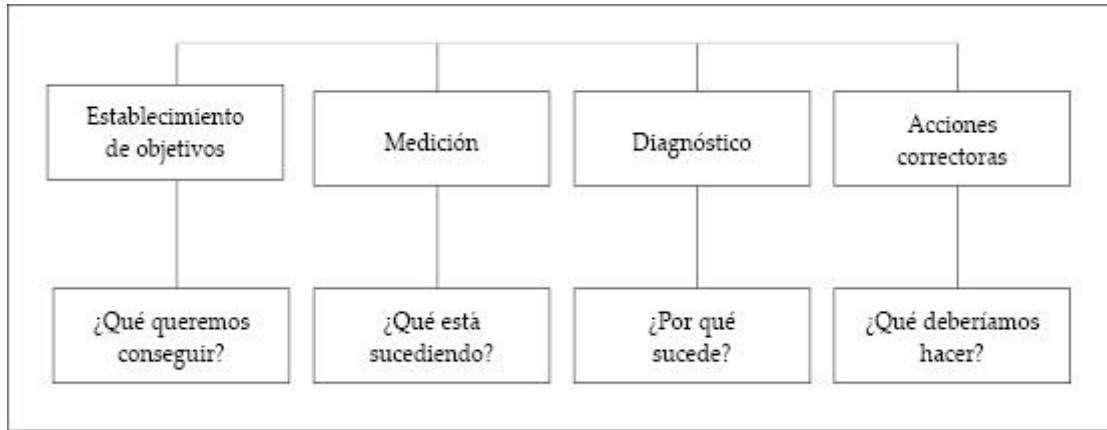 Establecimiento
de objetivos
Medición
Diagnóstico
Acciones
correctoras
¿Qué queremos
conseguir?
¿Qué está
sucediendo?
¿Por qué
sucede?
¿Qué deberíamos
hacer?